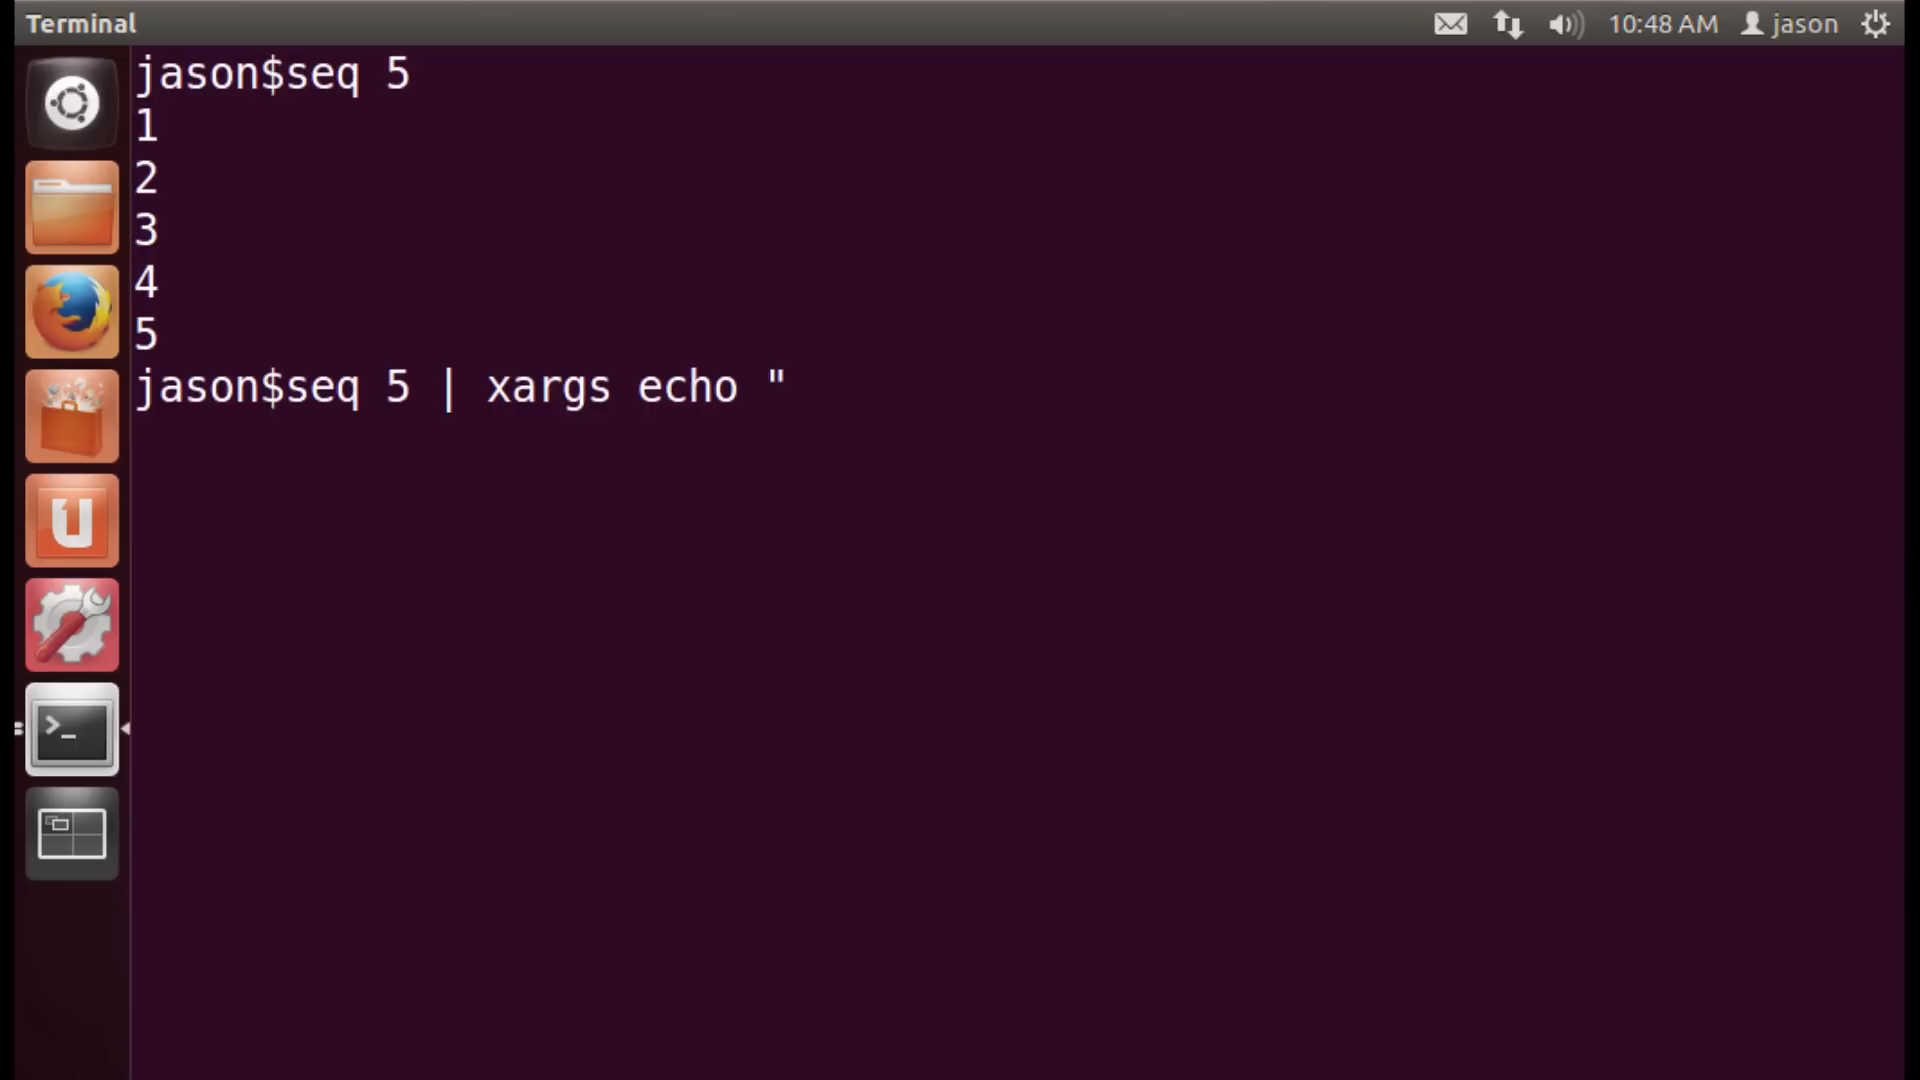 Terminal
10:48 AM jason
jason$seq 5
1
2
3
4
5
jason$seq 5 | xargs echo "